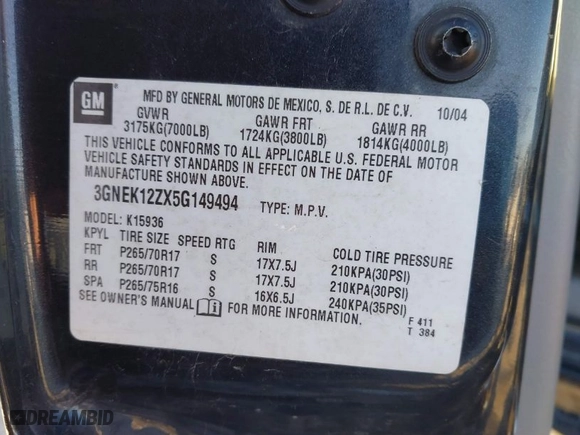 GM
MFD BY GENERAL MOTORS DE MEXICO, S. DE R.L. DE C.V. 10/04
GVWR GAWR FRT GAWR RR
3175KG(7000LB) 1724KG(3800LB) 1814KG(4000LB)
THIS VEHICLE CONFORMS TO ALL APPLICABLE U.S. FEDERAL MOTOR
VEHICLE SAFETY STANDARDS IN EFFECT ON THE DATE OF
MANUFACTURE SHOWN ABOVE.
3GNEK12ZX5G149494 TYPE: M.P.V.
MODEL: K15936
KPYL TIRE SIZE SPEED RTG RIM COLD TIRE PRESSURE
FRT P265/70R17 S 17X7.5J 210KPA(30PSI)
RR P265/70R17 S 17X7.5J 210KPA(30PSI)
SPA P265/75R16 S 16X6.5J 240KPA(35PSI)
SEE OWNER'S MANUAL FOR MORE INFORMATION.
F 411
T 384
DREAMBID